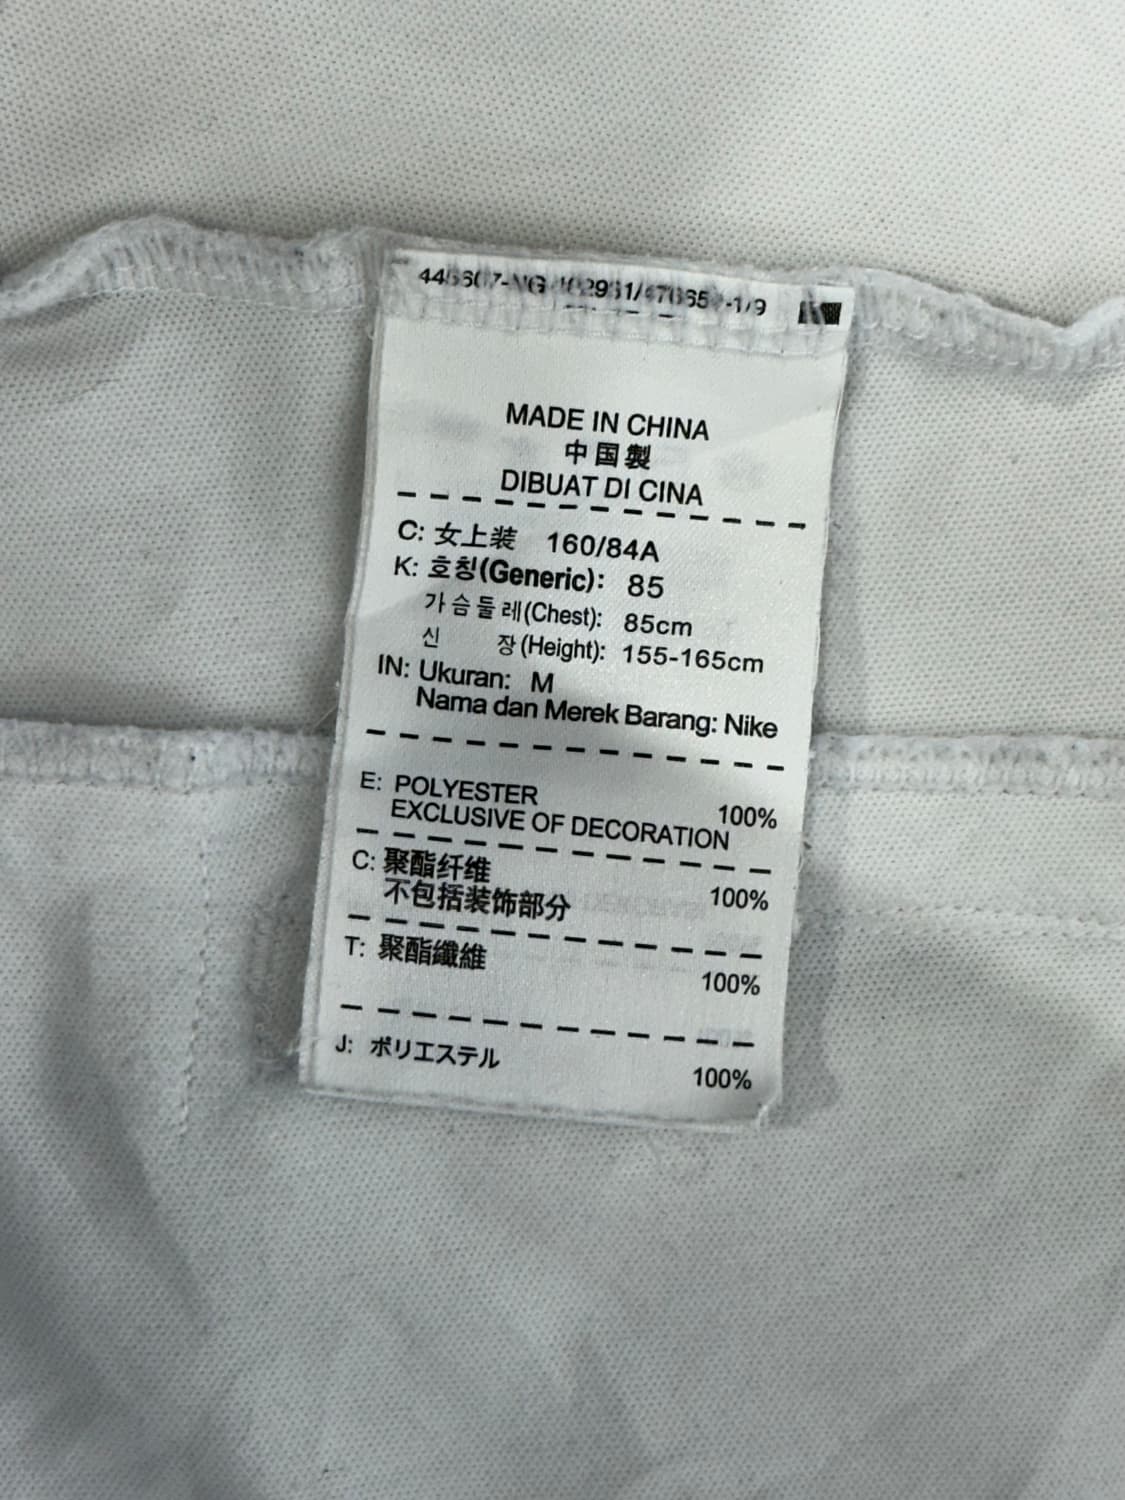 MADE IN CHINA
中国製
DIBUAT DI CINA
C: 女上装 160/84A
K: 호칭(Generic): 85
가슴둘레(Chest): 85cm
신 장(Height): 155-165cm
IN: Ukuran: M
Nama dan Merek Barang: Nike
E: POLYESTER 100%
EXCLUSIVE OF DECORATION
C: 聚酯纤维 100%
不包括装饰部分
T: 聚酯纖維 100%
J: ポリエステル 100%